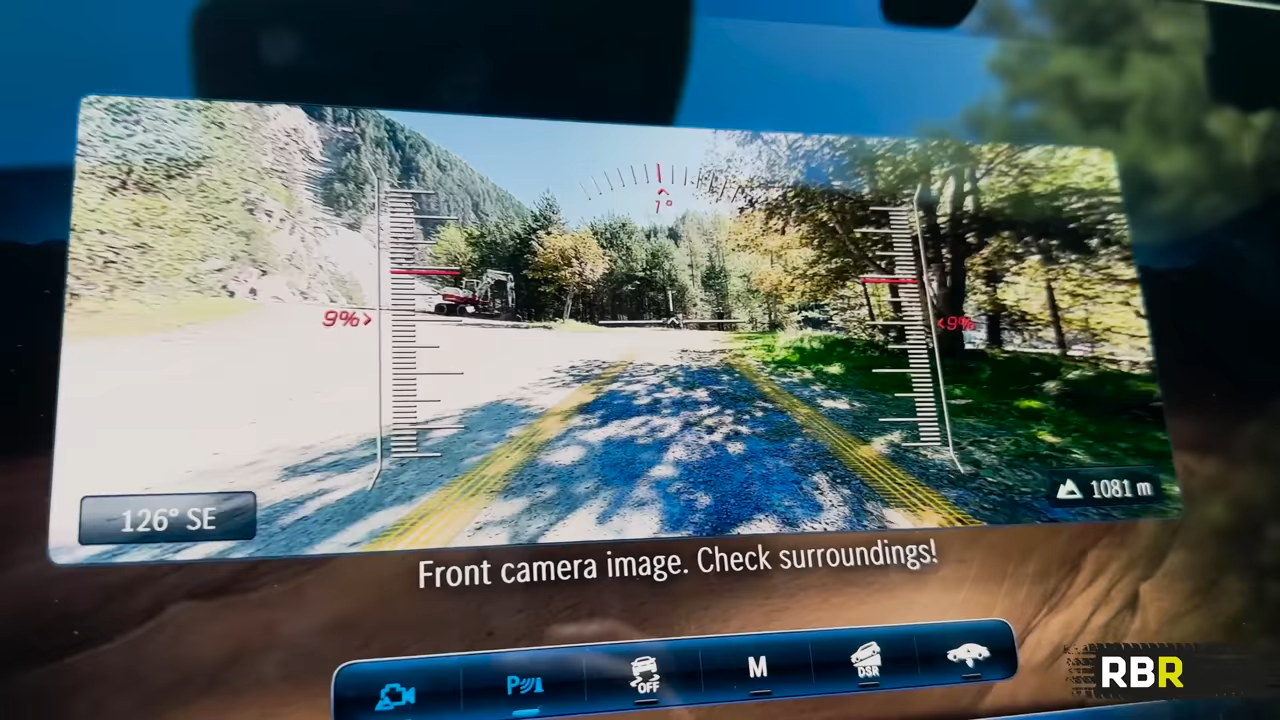 1°
9%>
<9%
126° SE
1081 m
Front camera image. Check surroundings!
P
OFF
M
DSR
RBR